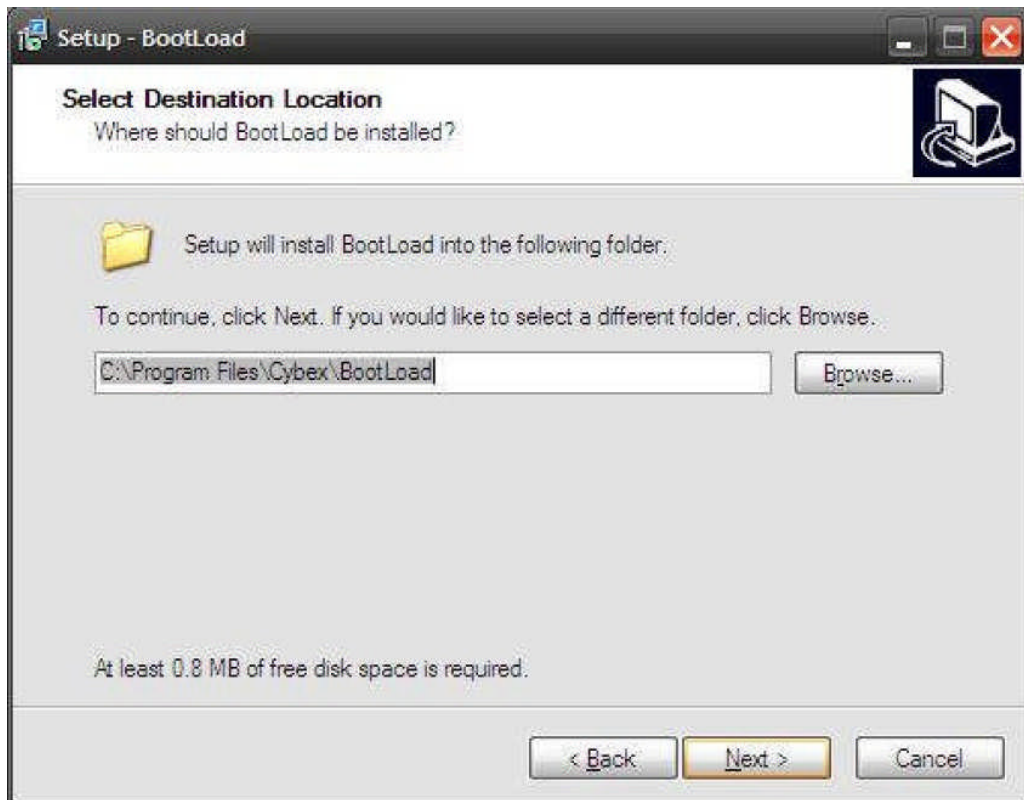 Setup - BootLoad
Select Destination Location
Where should BootLoad be installed?
Setup will install BootLoad into the following folder.
To continue, click Next. If you would like to select a different folder, click Browse.
C:\Program Files\Cybex\BootLoad
Browse...
At least 0.8 MB of free disk space is required.
< Back
Next >
Cancel